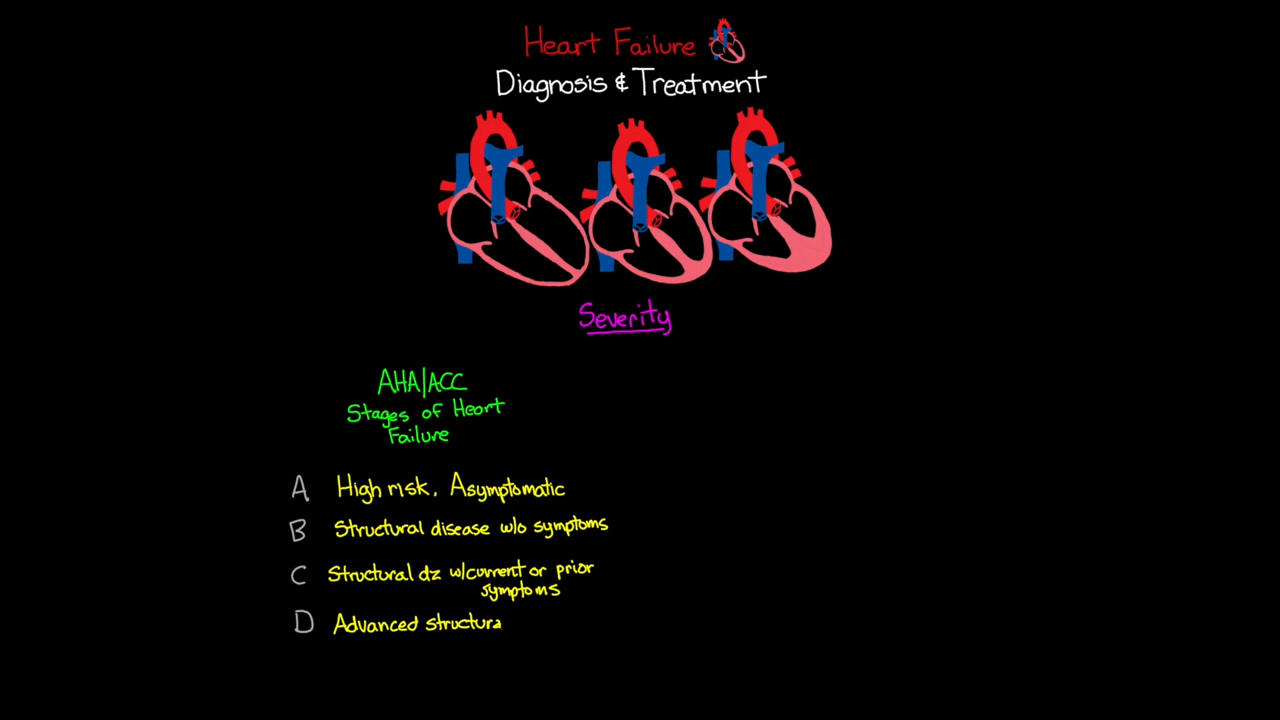 Heart Failure
Diagnosis & Treatment
Severity
AHA/ACC
Stages of Heart
Failure
A High risk, Asymptomatic
B Structural disease w/o symptoms
C Structural dz w/current or prior
symptoms
D Advanced structura